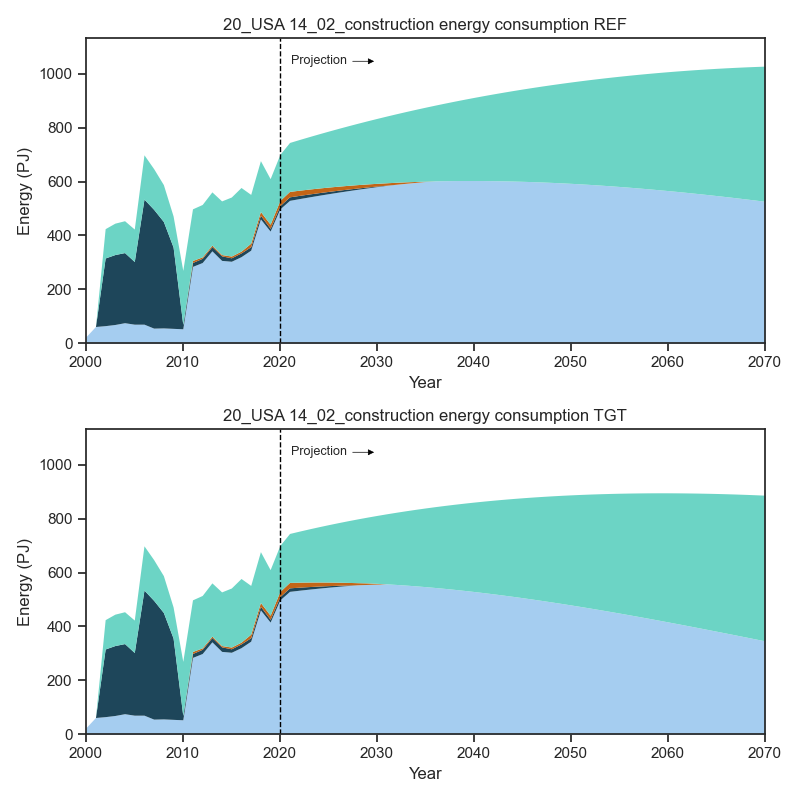 20_USA 14_02_construction energy consumption REF
Projection
Energy (PJ)
1000
800
600
400
200
0
2000 2010 2020 2030 2040 2050 2060 2070
Year
20_USA 14_02_construction energy consumption TGT
Projection
Energy (PJ)
1000
800
600
400
200
0
2000 2010 2020 2030 2040 2050 2060 2070
Year